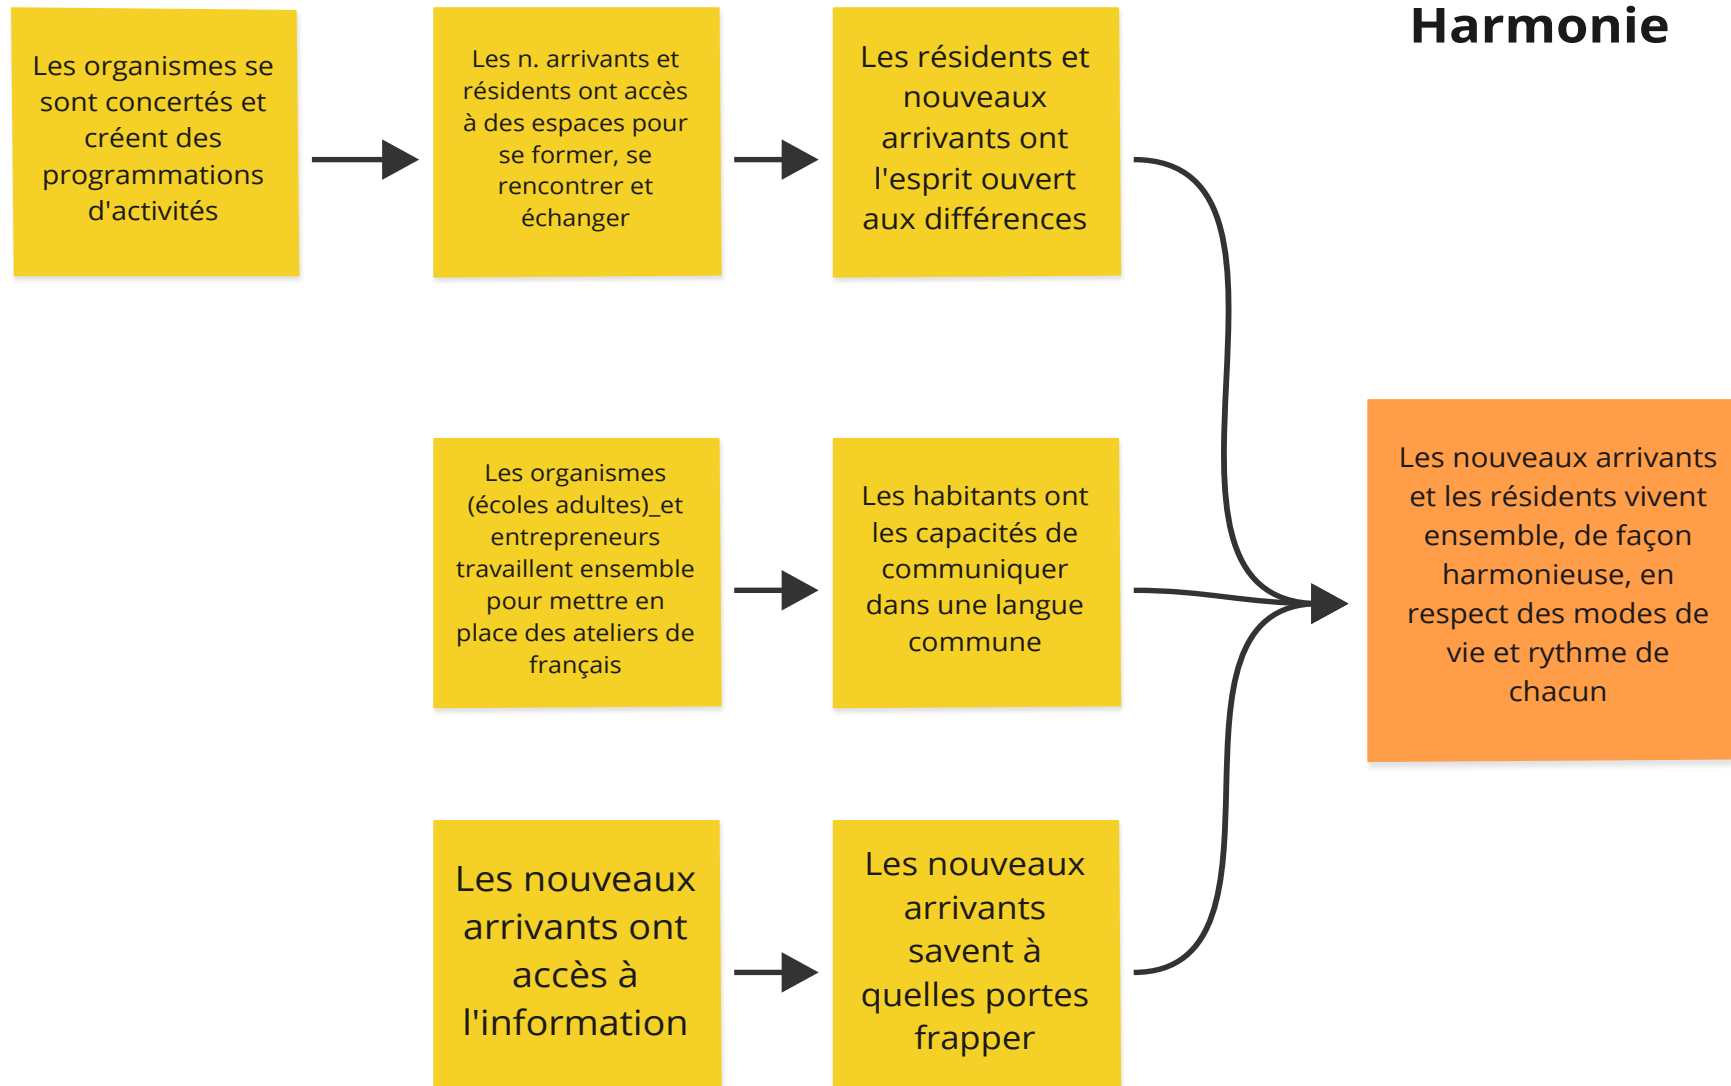 Harmonie
Les organismes se
sont concertés et
créent des
programmations
d'activités
Les n. arrivants et
résidents ont accès
à des espaces pour
se former, se
rencontrer et
échanger
Les résidents et
nouveaux
arrivants ont
l'esprit ouvert
aux différences
Les organismes
(écoles adultes)_et
entrepreneurs
travaillent ensemble
pour mettre en
place des ateliers de
français
Les habitants ont
les capacités de
communiquer
dans une langue
commune
Les nouveaux arrivants
et les résidents vivent
ensemble, de façon
harmonieuse, en
respect des modes de
vie et rythme de
chacun
Les nouveaux
arrivants ont
accès à
l'information
Les nouveaux
arrivants
savent à
quelles portes
frapper